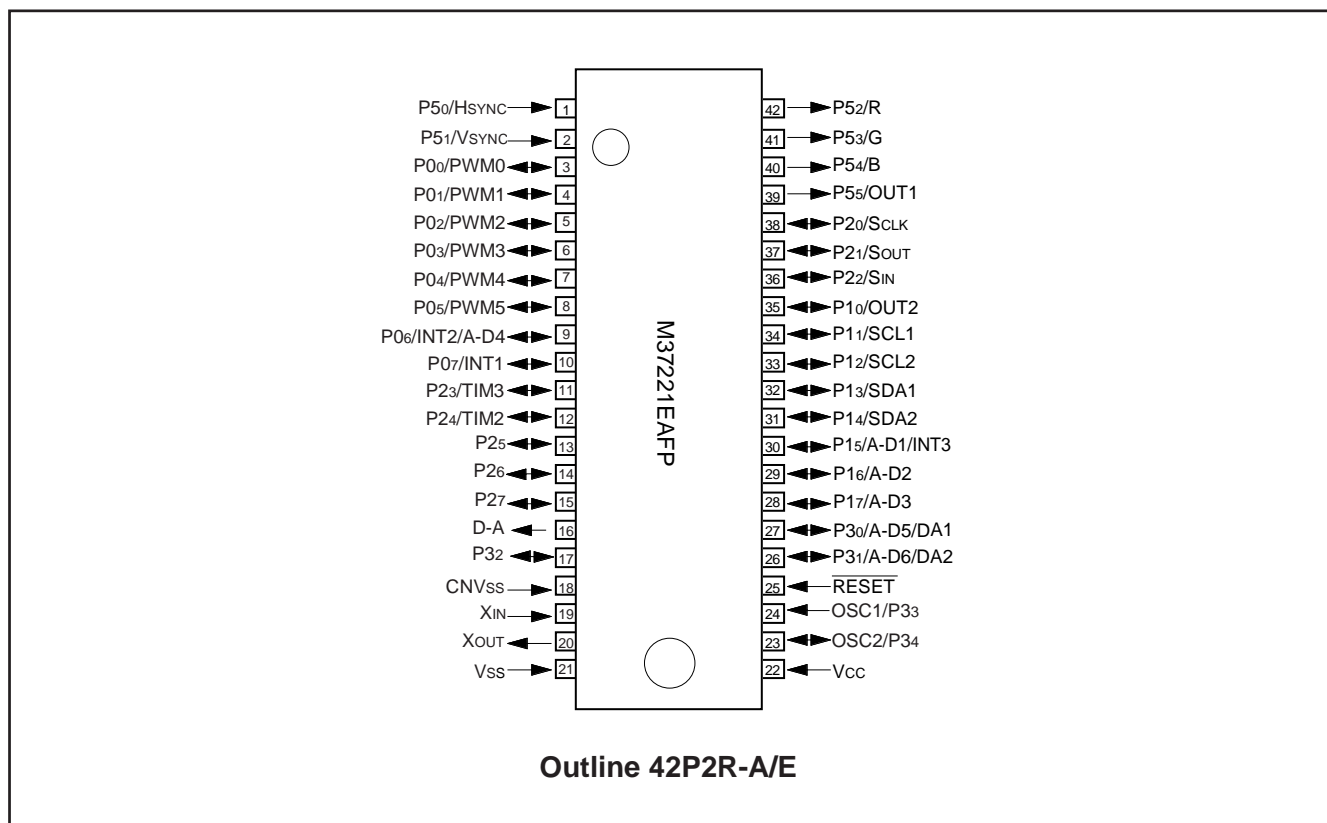 P50/HSYNC 1
P51/VSYNC 2
P00/PWM0 3
P01/PWM1 4
P02/PWM2 5
P03/PWM3 6
P04/PWM4 7
P05/PWM5 8
P06/INT2/A-D4 9
P07/INT1 10
P23/TIM3 11
P24/TIM2 12
P25 13
P26 14
P27 15
D-A 16
P32 17
CNVSS 18
XIN 19
XOUT 20
VSS 21
M37221EAFP
42 P52/R
41 P53/G
40 P54/B
39 P55/OUT1
38 P20/SCLK
37 P21/SOUT
36 P22/SIN
35 P10/OUT2
34 P11/SCL1
33 P12/SCL2
32 P13/SDA1
31 P14/SDA2
30 P15/A-D1/INT3
29 P16/A-D2
28 P17/A-D3
27 P30/A-D5/DA1
26 P31/A-D6/DA2
25 RESET
24 OSC1/P33
23 OSC2/P34
22 VCC
Outline 42P2R-A/E